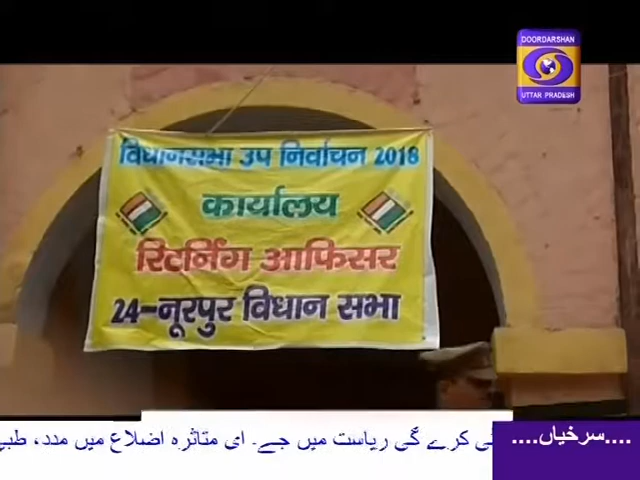 DOORDARSHAN
UTTAR PRADESH
विधानसभा उप निर्वाचन 2018
कार्यालय
रिटर्निंग आफिसर
24-नूरपुर विधान सभा
ئی کرے گی ریاست میں جے۔ ای متاثرہ اضلاع میں مدد، طبی
....سرخیاں....